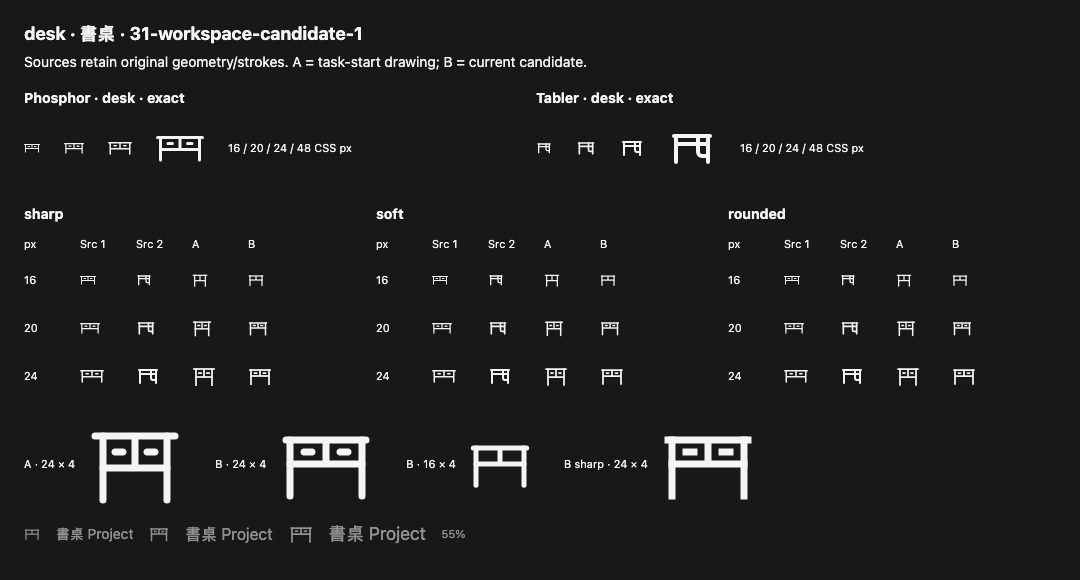 desk · 書桌 · 31-workspace-candidate-1
Sources retain original geometry/strokes. A = task-start drawing; B = current candidate.
Phosphor · desk · exact
Tabler · desk · exact
16 / 20 / 24 / 48 CSS px
16 / 20 / 24 / 48 CSS px
sharp
soft
rounded
px Src 1 Src 2 A B
px Src 1 Src 2 A B
px Src 1 Src 2 A B
16
16
16
20
20
20
24
24
24
A · 24 × 4
B · 24 × 4
B · 16 × 4
B sharp · 24 × 4
書桌 Project
書桌 Project
書桌 Project
55%